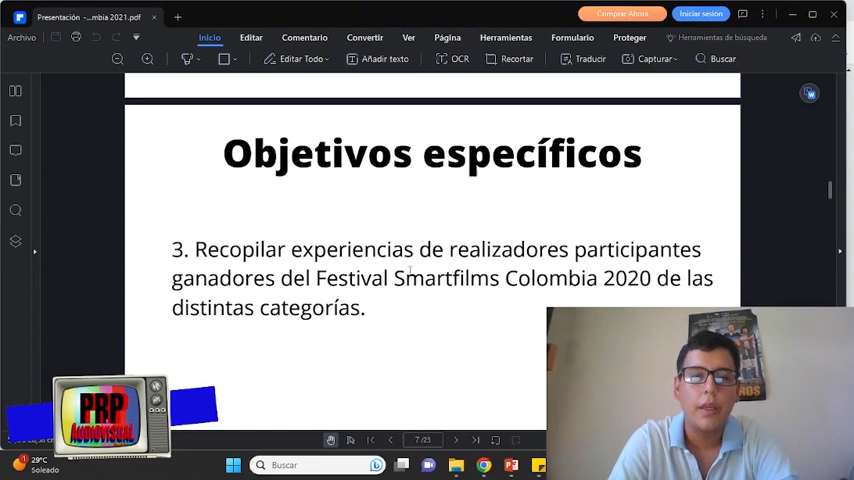 Presentación -...mbia 2021.pdf
Comprar Ahora
Iniciar sesión
Archivo
Inicio
Editar
Comentario
Convertir
Ver
Página
Herramientas
Formulario
Proteger
Herramientas de búsqueda
Editar Todo
Añadir texto
OCR
Recortar
Traducir
Capturar
Buscar
Objetivos específicos
3. Recopilar experiencias de realizadores participantes
ganadores del Festival Smartfilms Colombia 2020 de las
distintas categorías.
PRP
AUDIOVISUAL
7/23
29°C
Soleado
Buscar